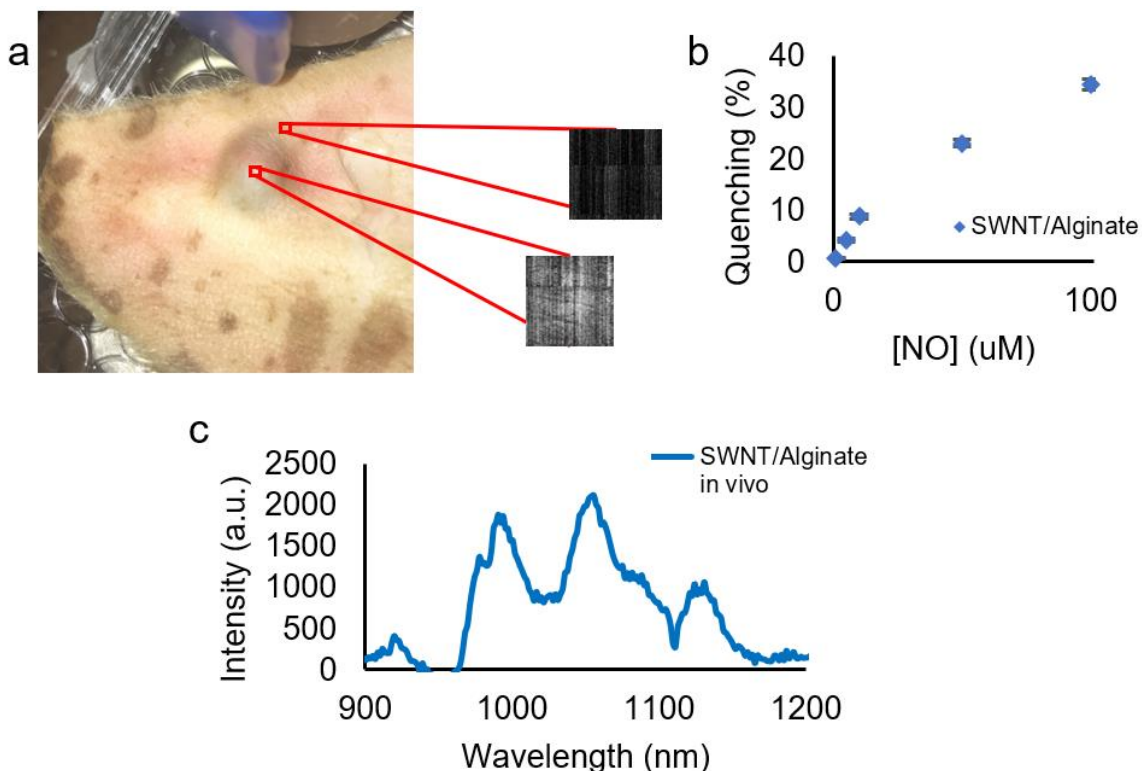 a
b
40
30
20
10
0
Quenching (%)
SWNT/Alginate
0
100
[NO] (uM)
c
2500
2000
1500
1000
500
0
Intensity (a.u.)
SWNT/Alginate
in vivo
900
1000
1100
1200
Wavelength (nm)